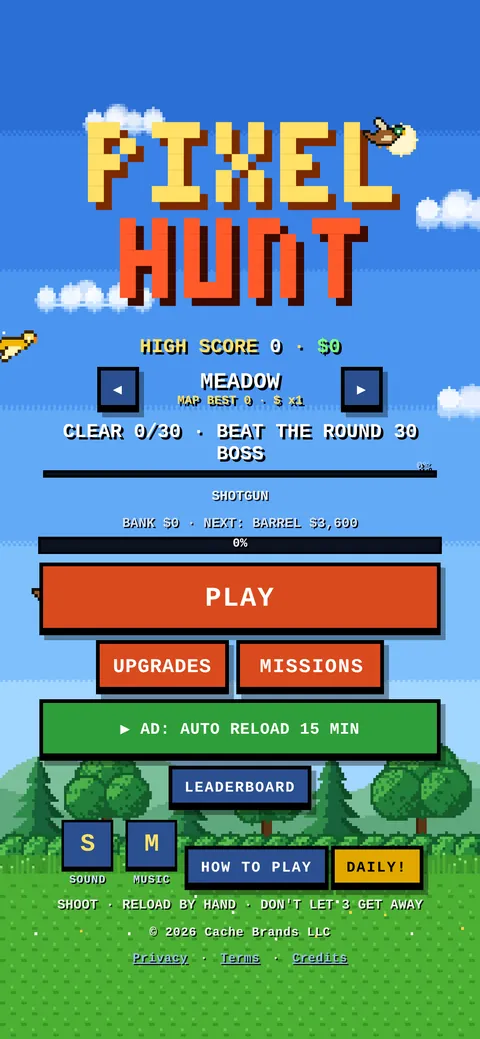 PIXEL
HUNT
HIGH SCORE 0 · $0
◄ MEADOW ►
MAP BEST 0 · $ x1
CLEAR 0/30 · BEAT THE ROUND 30
BOSS
0%
SHOTGUN
BANK $0 · NEXT: BARREL $3,600
0%
PLAY
UPGRADES MISSIONS
► AD: AUTO RELOAD 15 MIN
LEADERBOARD
S M
SOUND MUSIC
HOW TO PLAY DAILY!
SHOOT · RELOAD BY HAND · DON'T LET 3 GET AWAY
© 2026 Cache Brands LLC
Privacy · Terms · Credits